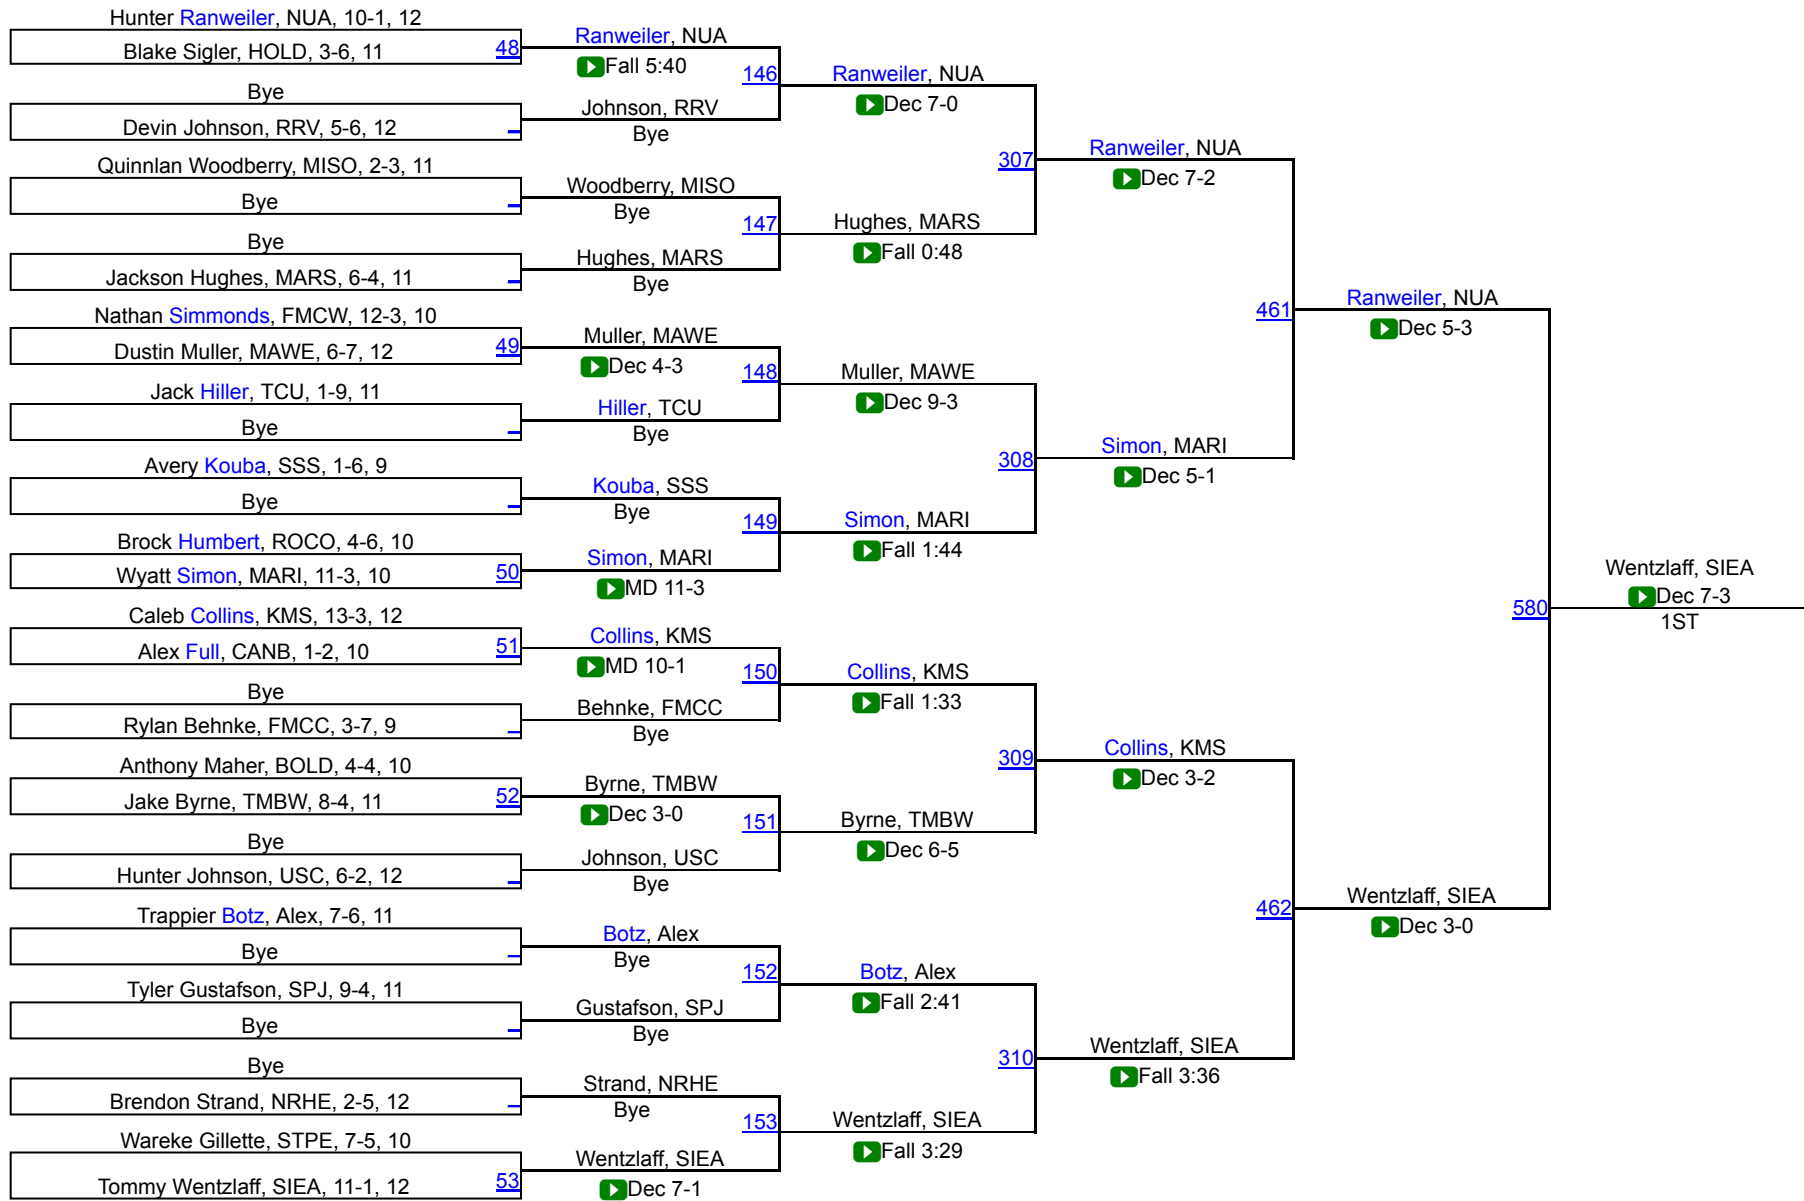 Hunter Ranweiler, NUA, 10-1, 12
Blake Sigler, HOLD, 3-6, 11
48
Bye
Devin Johnson, RRV, 5-6, 12
Quinnlan Woodberry, MISO, 2-3, 11
Bye
Bye
Jackson Hughes, MARS, 6-4, 11
Nathan Simmonds, FMCW, 12-3, 10
Dustin Muller, MAWE, 6-7, 12
49
Jack Hiller, TCU, 1-9, 11
Bye
Avery Kouba, SSS, 1-6, 9
Bye
Brock Humbert, ROCO, 4-6, 10
Wyatt Simon, MARI, 11-3, 10
50
Caleb Collins, KMS, 13-3, 12
Alex Full, CANB, 1-2, 10
51
Bye
Rylan Behnke, FMCC, 3-7, 9
Anthony Maher, BOLD, 4-4, 10
Jake Byrne, TMBW, 8-4, 11
52
Bye
Hunter Johnson, USC, 6-2, 12
Trappier Botz, Alex, 7-6, 11
Bye
Tyler Gustafson, SPJ, 9-4, 11
Bye
Bye
Brendon Strand, NRHE, 2-5, 12
Wareke Gillette, STPE, 7-5, 10
Tommy Wentzlaff, SIEA, 11-1, 12
53
Ranweiler, NUA
Fall 5:40
146
Johnson, RRV
Bye
Woodberry, MISO
Bye
147
Hughes, MARS
Bye
Muller, MAWE
Dec 4-3
148
Hiller, TCU
Bye
Kouba, SSS
Bye
149
Simon, MARI
MD 11-3
Collins, KMS
MD 10-1
150
Behnke, FMCC
Bye
Byrne, TMBW
Dec 3-0
151
Johnson, USC
Bye
Botz, Alex
Bye
152
Gustafson, SPJ
Bye
Strand, NRHE
Bye
153
Wentzlaff, SIEA
Dec 7-1
Ranweiler, NUA
Dec 7-0
307
Hughes, MARS
Fall 0:48
Muller, MAWE
Dec 9-3
308
Simon, MARI
Fall 1:44
Collins, KMS
Fall 1:33
309
Byrne, TMBW
Dec 6-5
Botz, Alex
Fall 2:41
310
Wentzlaff, SIEA
Fall 3:29
Ranweiler, NUA
Dec 7-2
461
Simon, MARI
Dec 5-1
Collins, KMS
Dec 3-2
462
Wentzlaff, SIEA
Fall 3:36
Ranweiler, NUA
Dec 5-3
580
Wentzlaff, SIEA
Dec 3-0
Wentzlaff, SIEA
Dec 7-3
1ST